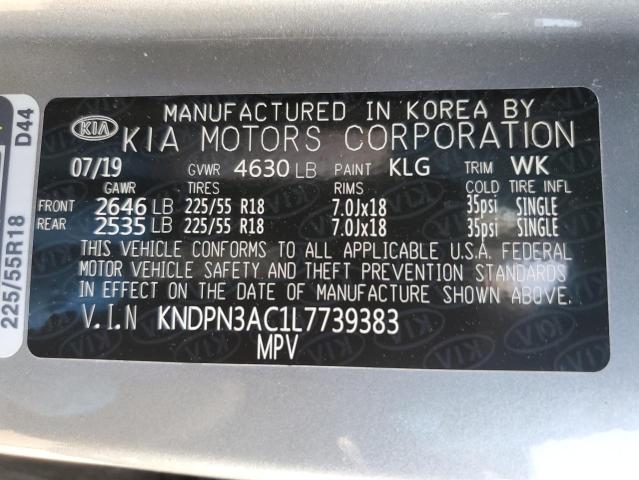 MANUFACTURED IN KOREA BY
KIA KIA MOTORS CORPORATION
07/19 GVWR 4630 LB PAINT KLG TRIM WK
GAWR TIRES RIMS COLD TIRE INFL
FRONT 2646 LB 225/55 R18 7.0Jx18 35psi SINGLE
REAR 2535 LB 225/55 R18 7.0Jx18 35psi SINGLE
THIS VEHICLE CONFORMS TO ALL APPLICABLE U.S.A. FEDERAL
MOTOR VEHICLE SAFETY AND THEFT PREVENTION STANDARDS
IN EFFECT ON THE DATE OF MANUFACTURE SHOWN ABOVE.
V.I.N KNDPN3AC1L7739383
MPV
225/55R18 D44